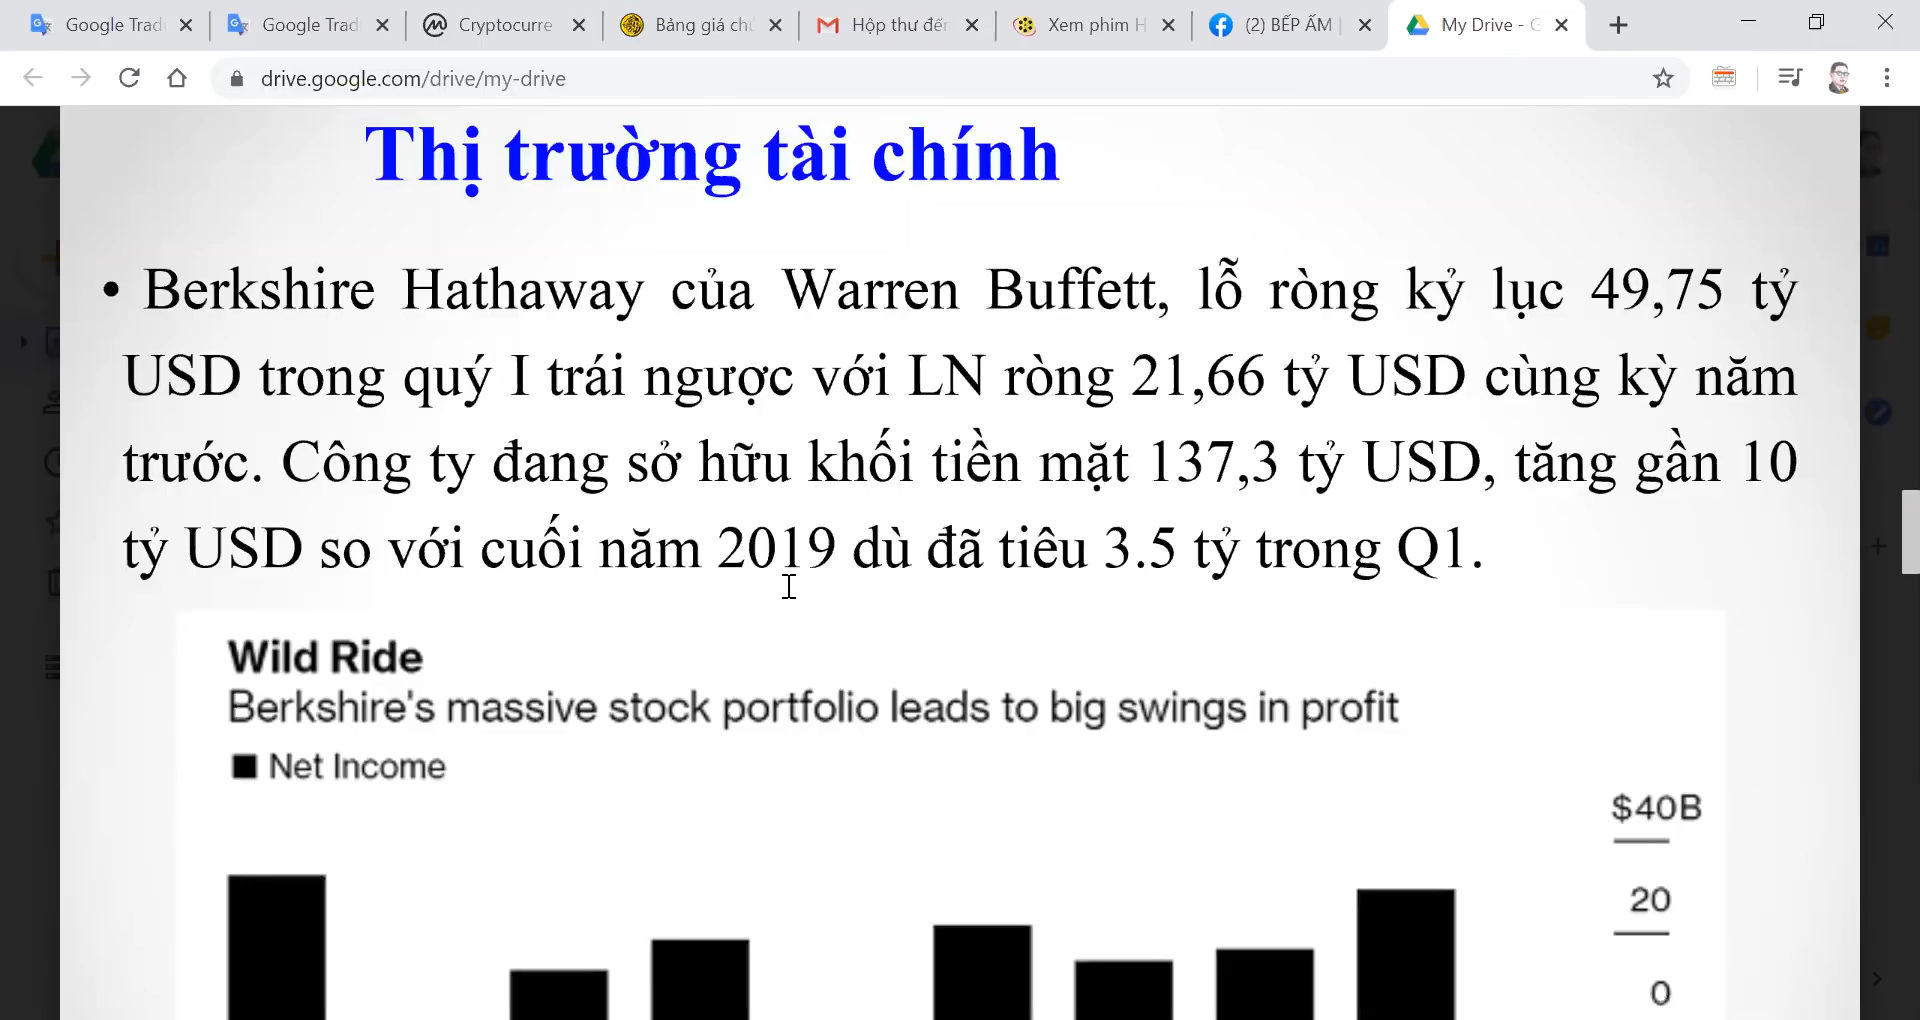 Google Trad
Google Trad
Cryptocurre
Bảng giá chứ
Hộp thư đến
Xem phim H
(2) BẾP ẤM |
My Drive - G
drive.google.com/drive/my-drive
Thị trường tài chính
• Berkshire Hathaway của Warren Buffett, lỗ ròng kỷ lục 49,75 tỷ
USD trong quý I trái ngược với LN ròng 21,66 tỷ USD cùng kỳ năm
trước. Công ty đang sở hữu khối tiền mặt 137,3 tỷ USD, tăng gần 10
tỷ USD so với cuối năm 2019 dù đã tiêu 3.5 tỷ trong Q1.
Wild Ride
Berkshire's massive stock portfolio leads to big swings in profit
Net Income
$40B
20
0